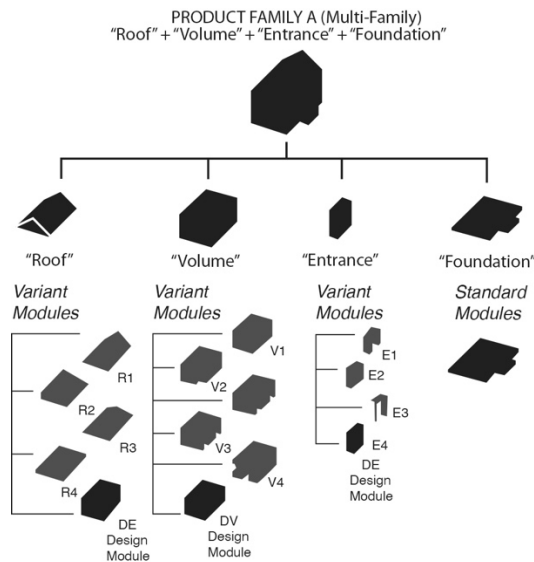 PRODUCT FAMILY A (Multi-Family)
“Roof” + “Volume” + “Entrance” + “Foundation”
“Roof”
“Volume”
“Entrance”
“Foundation”
Variant
Modules
R1
R2
R3
R4
DE
Design
Module
Variant
Modules
V1
V2
V3
V4
DV
Design
Module
Variant
Modules
E1
E2
E3
E4
DE
Design
Module
Standard
Modules